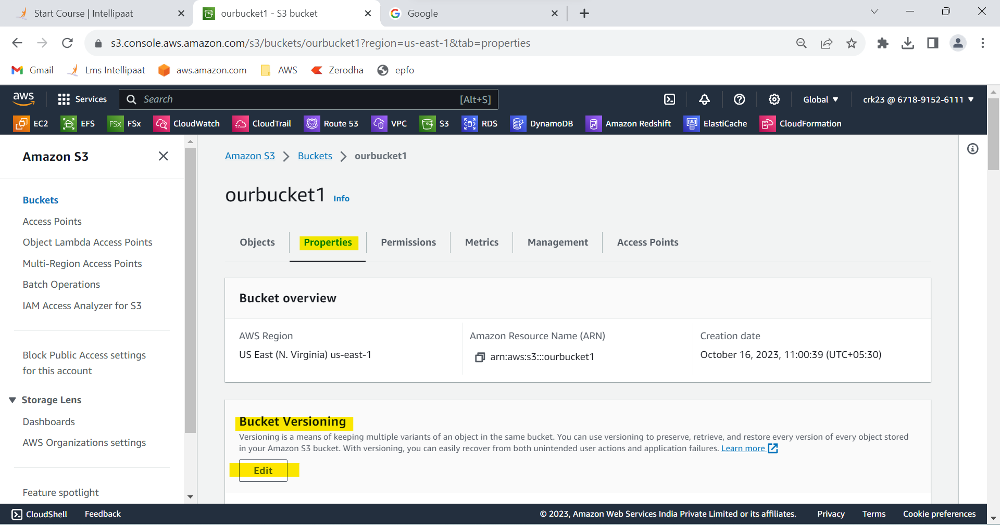 Start Course | Intellipaat
ourbucket1 - S3 bucket
Google
s3.console.aws.amazon.com/s3/buckets/ourbucket1?region=us-east-1&tab=properties
Gmail
Lms Intellipaat
aws.amazon.com
AWS
Zerodha
epfo
aws
Services
Search
[Alt+S]
Global
crk23 @ 6718-9152-6111
EC2
EFS
FSx
FSx
CloudWatch
CloudTrail
53
Route 53
VPC
S3
RDS
DynamoDB
Amazon Redshift
ElastiCache
CloudFormation
Amazon S3
Buckets
Access Points
Object Lambda Access Points
Multi-Region Access Points
Batch Operations
IAM Access Analyzer for S3
Block Public Access settings
for this account
Storage Lens
Dashboards
AWS Organizations settings
Feature spotlight
Amazon S3
Buckets
ourbucket1
ourbucket1 Info
Objects
Properties
Permissions
Metrics
Management
Access Points
Bucket overview
AWS Region
US East (N. Virginia) us-east-1
Amazon Resource Name (ARN)
arn:aws:s3:::ourbucket1
Creation date
October 16, 2023, 11:00:39 (UTC+05:30)
Bucket Versioning
Versioning is a means of keeping multiple variants of an object in the same bucket. You can use versioning to preserve, retrieve, and restore every version of every object stored
in your Amazon S3 bucket. With versioning, you can easily recover from both unintended user actions and application failures. Learn more
Edit
CloudShell
Feedback
© 2023, Amazon Web Services India Private Limited or its affiliates.
Privacy
Terms
Cookie preferences